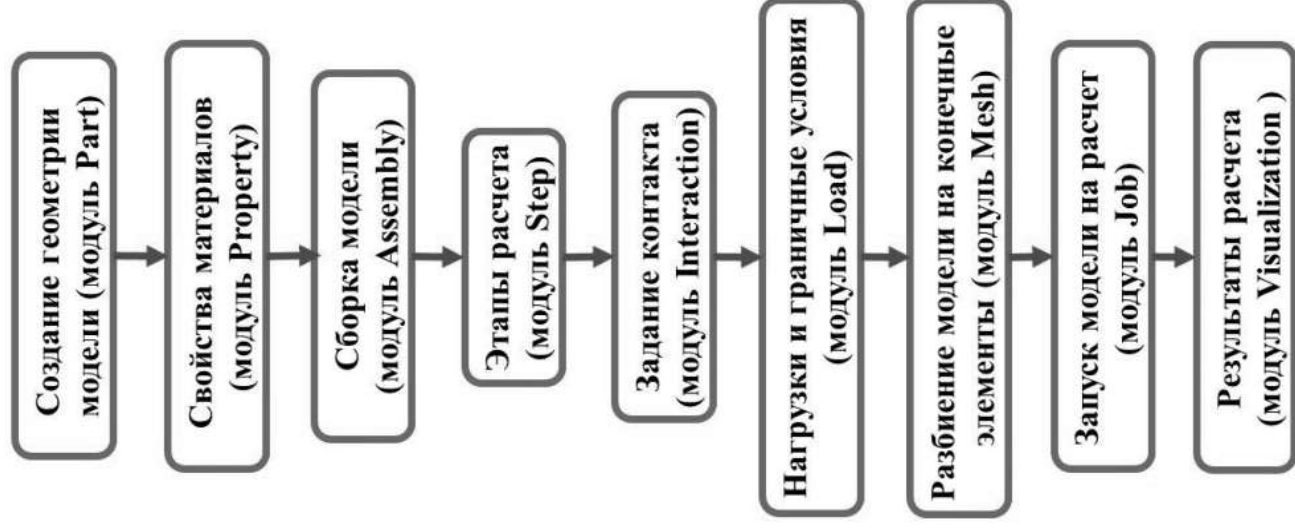 Создание геометрии
модели (модуль Part)
Свойства материалов
(модуль Property)
Сборка модели
(модуль Assembly)
Этапы расчета
(модуль Step)
Задание контакта
(модуль Interaction)
Нагрузки и граничные условия
(модуль Load)
Разбиение модели на конечные
элементы (модуль Mesh)
Запуск модели на расчет
(модуль Job)
Результаты расчета
(модуль Visualization )